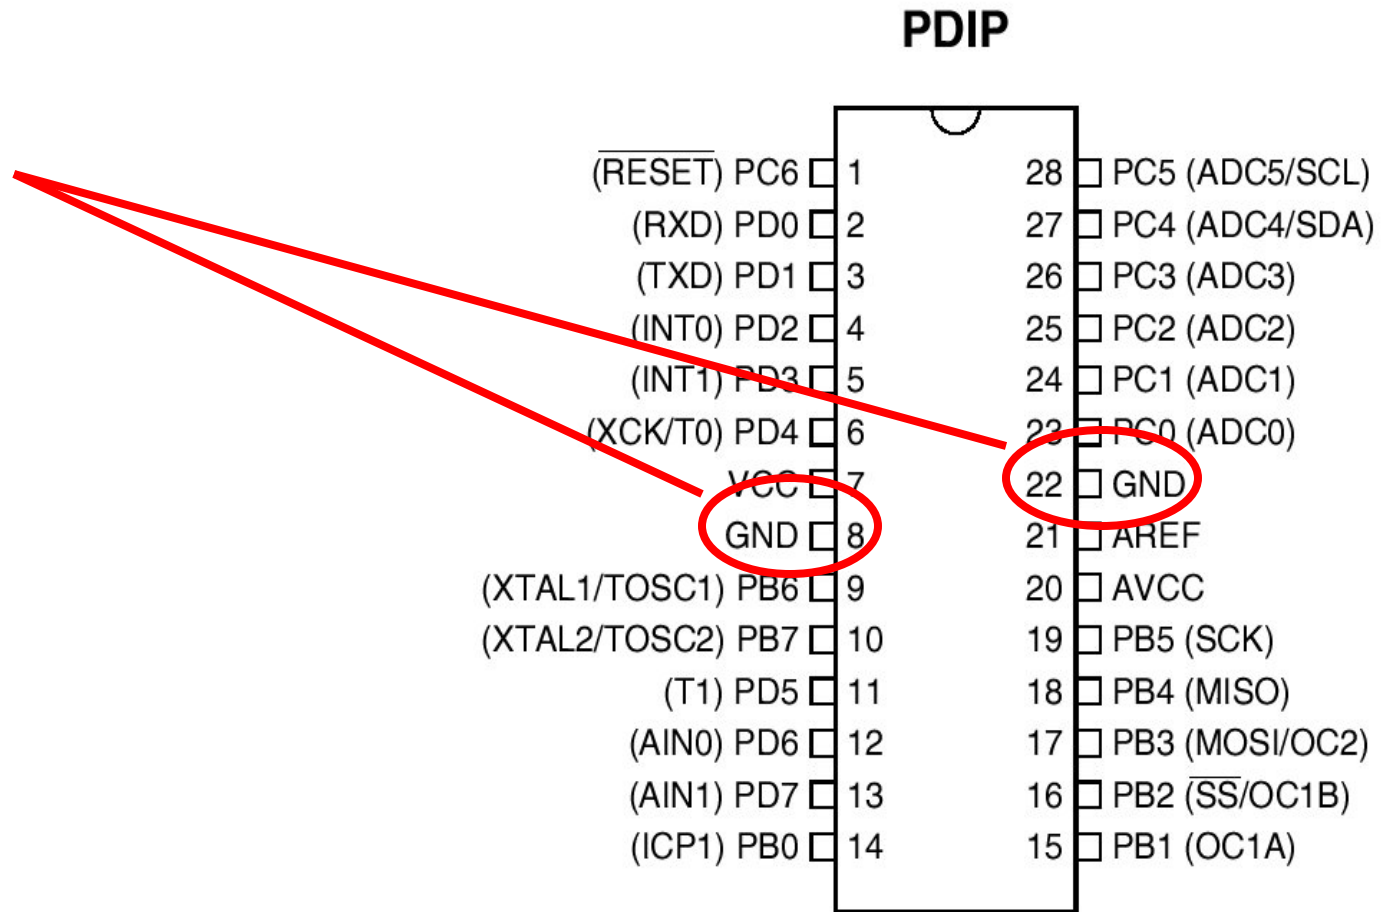 PDIP
(RESET) PC6 1 28 PC5 (ADC5/SCL)
(RXD) PD0 2 27 PC4 (ADC4/SDA)
(TXD) PD1 3 26 PC3 (ADC3)
(INT0) PD2 4 25 PC2 (ADC2)
(INT1) PD3 5 24 PC1 (ADC1)
(XCK/T0) PD4 6 23 PC0 (ADC0)
VCC 7 22 GND
GND 8 21 AREF
(XTAL1/TOSC1) PB6 9 20 AVCC
(XTAL2/TOSC2) PB7 10 19 PB5 (SCK)
(T1) PD5 11 18 PB4 (MISO)
(AIN0) PD6 12 17 PB3 (MOSI/OC2)
(AIN1) PD7 13 16 PB2 (SS/OC1B)
(ICP1) PB0 14 15 PB1 (OC1A)